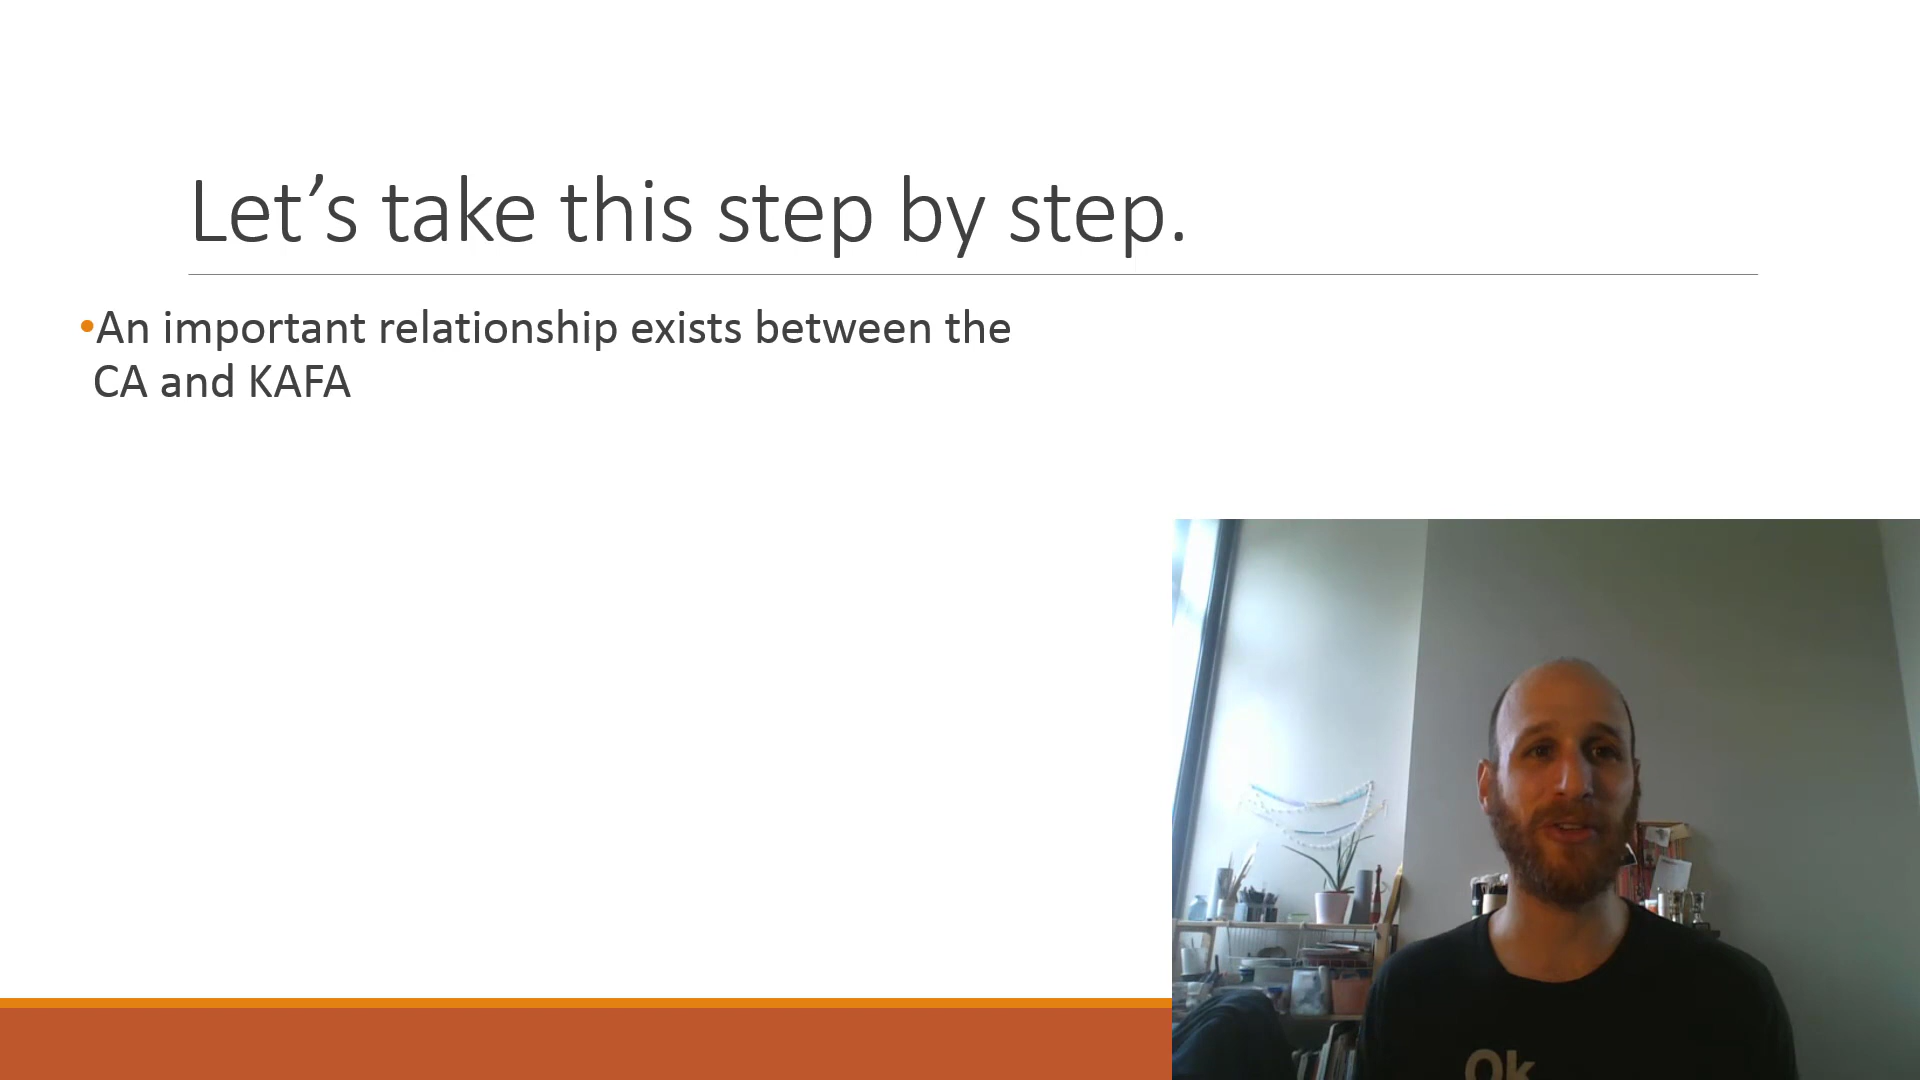 Let’s take this step by step.
•An important relationship exists between the
CA and KAFA
Ok